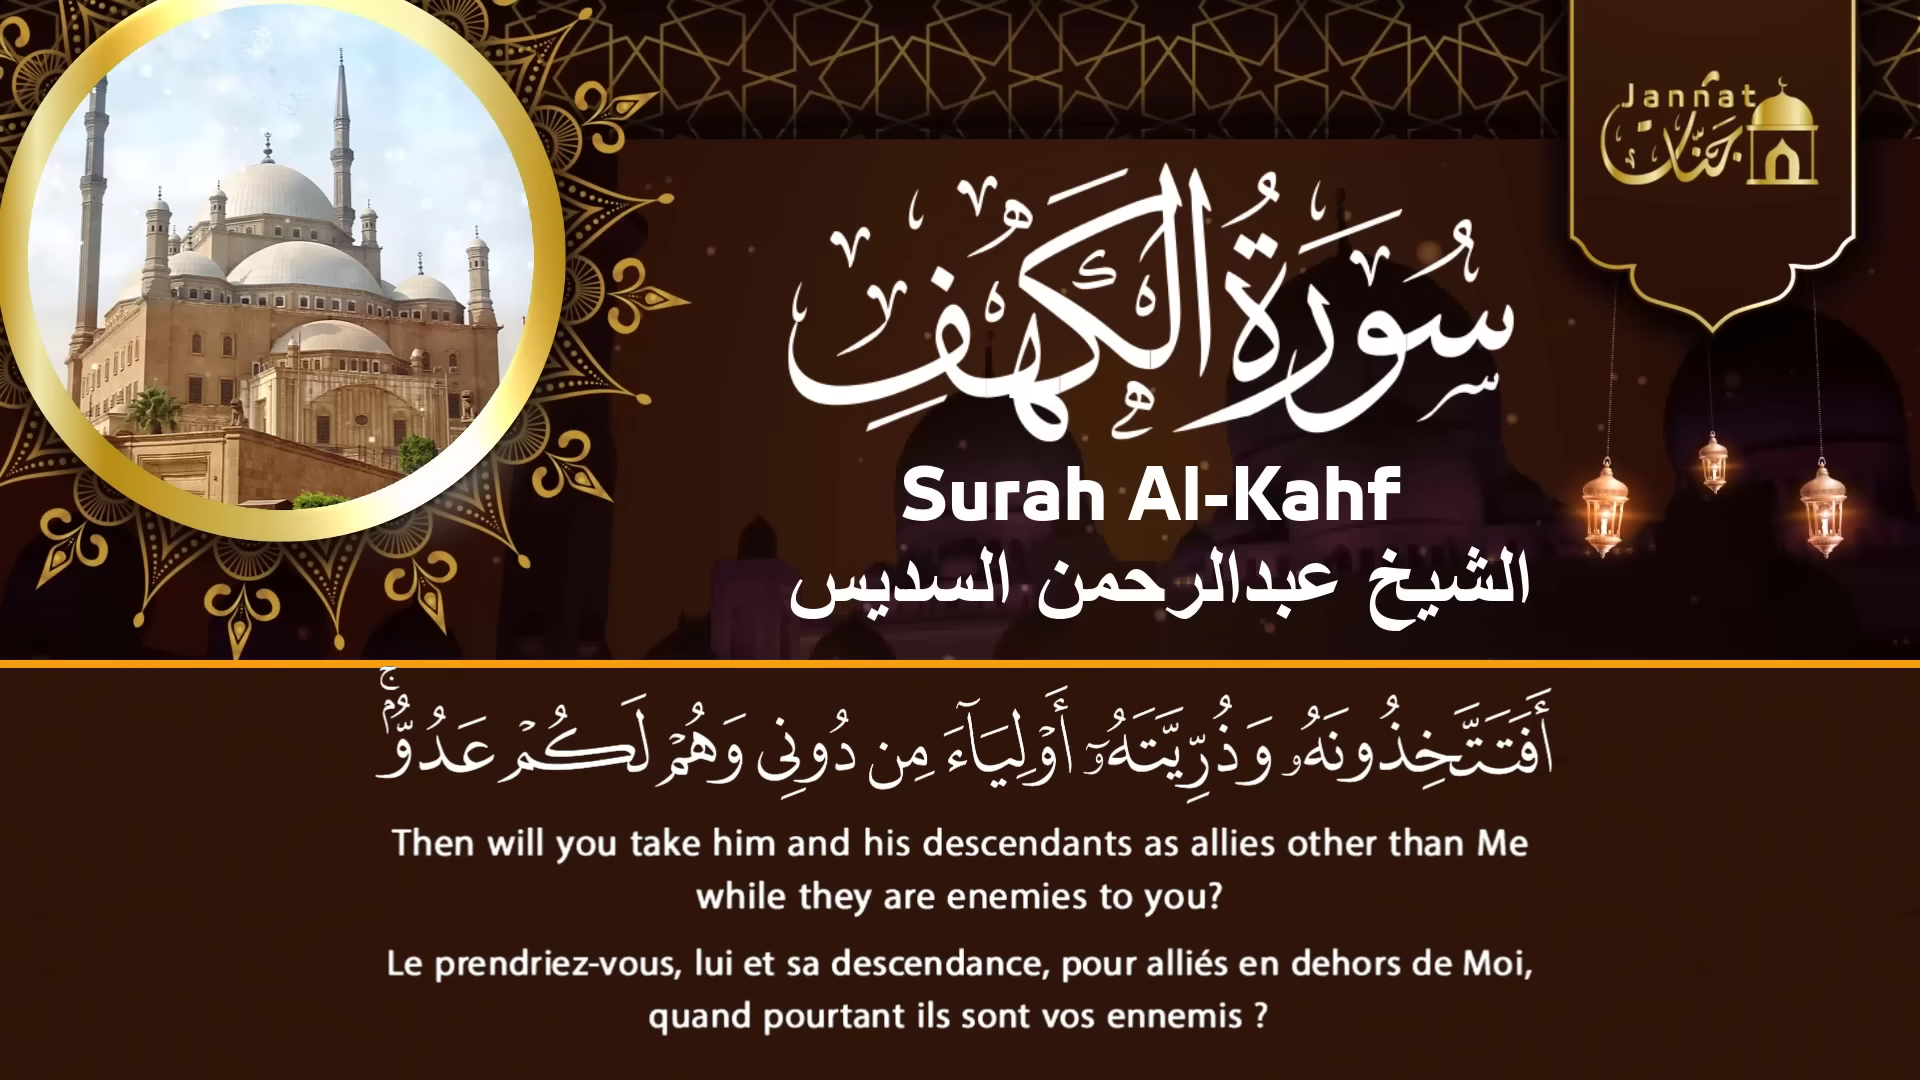 Jannat
جنات
سُورَةُ الكَهْفِ
Surah Al-Kahf
الشيخ عبدالرحمن السديس
أَفَتَتَّخِذُونَهُۥ وَذُرِّيَّتَهُۥٓ أَوْلِيَآءَ مِن دُونِى وَهُمْ لَكُمْ عَدُوٌّۢ ۚ
Then will you take him and his descendants as allies other than Me
while they are enemies to you?
Le prendriez-vous, lui et sa descendance, pour alliés en dehors de Moi,
quand pourtant ils sont vos ennemis ?